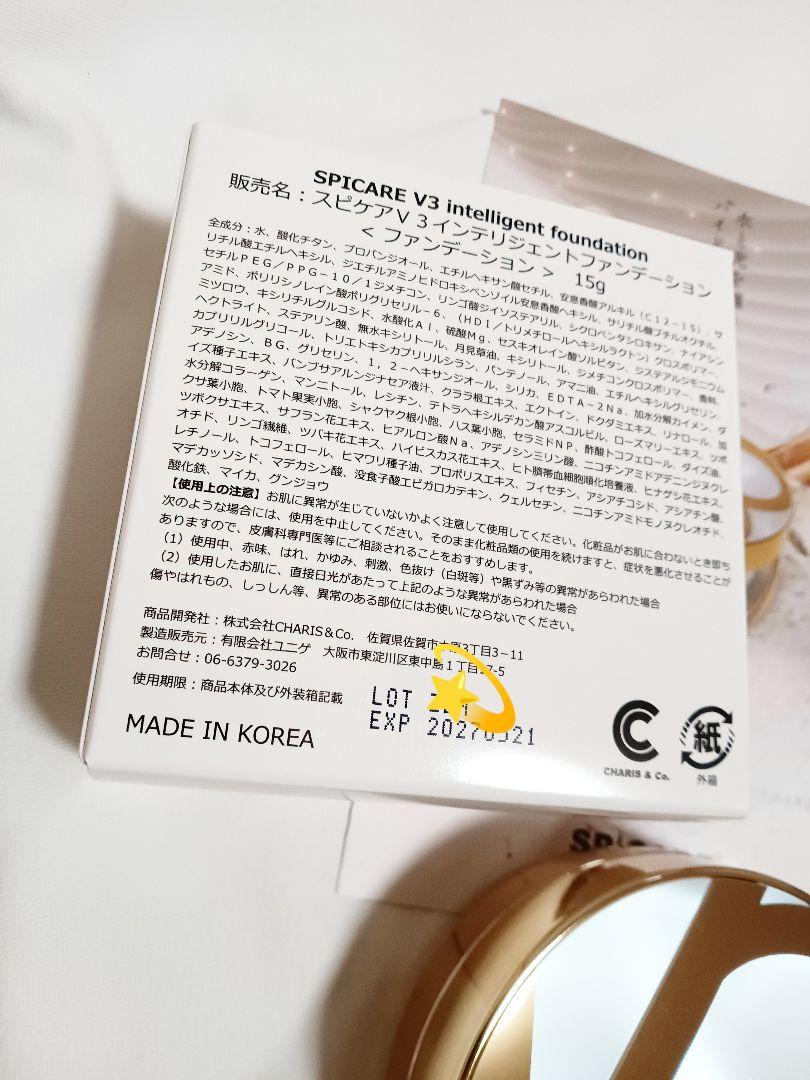 SPICARE V3 intelligent foundation
販売名：スピケアＶ３インテリジェントファンデーション
＜ ファンデーション ＞ 15g
全成分：水、酸化チタン、プロパンジオール、エチルヘキサン酸セチル、安息香酸アルキル（Ｃ１２－１５）、サ
リチル酸エチルヘキシル、ジエチルアミノヒドロキシベンゾイル安息香酸ヘキシル、サリチル酸ブチルオクチル、
セチルＰＥＧ／ＰＰＧ－１０／１ジメチコン、リンゴ酸ジイソステアリル、シクロペンタシロキサン、ナイアシン
アミド、ポリリシノレイン酸ポリグリセリル－６、（ＨＤＩ／トリメチロールヘキシルラクトン）クロスポリマー、
ミツロウ、キシリチルグルコシド、水酸化Ａｌ、硫酸Ｍｇ、セスキオレイン酸ソルビタン、ジステアルジモニウム
ヘクトライト、ステアリン酸、無水キシリトール、月見草油、キシリトール、ジメチコンクロスポリマー、香料、
カプリリルグリコール、トリエトキシカプリリルシラン、パンテノール、アマニ油、エチルヘキシルグリセリン、
アデノシン、ＢＧ、グリセリン、１，２－ヘキサンジオール、シリカ、ＥＤＴＡ－２Ｎａ、加水分解カイメン、ダ
イズ種子エキス、バンブサアルンジナセア液汁、クララ根エキス、エクトイン、ドクダミエキス、リナロール、加
水分解コラーゲン、マンニトール、レシチン、テトラヘキシルデカン酸アスコルビル、ローズマリーエキス、ツボ
クサ葉小胞、トマト果実小胞、シャクヤク根小胞、ハス葉小胞、セラミドＮＰ、酢酸トコフェロール、ダイズ油、
ツボクサエキス、サフラン花エキス、ヒアルロン酸Ｎａ、アデノシンミリン酸、ニコチンアミドアデニンジヌクレ
オチド、リンゴ繊維、ツバキ花エキス、ハイビスカス花エキス、ヒト臍帯血細胞順化培養液、ヒナゲシ花エキス、
レチノール、トコフェロール、ヒマワリ種子油、プロポリスエキス、フィセチン、アシアチコシド、アシアチン酸、
マデカッソシド、マデカシン酸、没食子酸エピガロカテキン、クェルセチン、ニコチンアミドモノヌクレオチド、
酸化鉄、マイカ、グンジョウ
【使用上の注意】お肌に異常が生じていないかよく注意して使用してください。化粧品がお肌に合わないとき即ち
次のような場合には、使用を中止してください。そのまま化粧品類の使用を続けますと、症状を悪化させることが
ありますので、皮膚科専門医等にご相談されることをおすすめします。
（1）使用中、赤味、はれ、かゆみ、刺激、色抜け（白斑等）や黒ずみ等の異常があらわれた場合
（2）使用したお肌に、直接日光があたって上記のような異常があらわれた場合
傷やはれもの、しっしん等、異常のある部位にはお使いにならないでください。
商品開発社：株式会社CHARIS＆Co. 佐賀県佐賀市 3丁目3－11
製造販売元：有限会社ユニゲ 大阪市東淀川区東中島1丁目 7-5
お問合せ：06-6379-3026
使用期限：商品本体及び外装箱記載
LOT
EXP 20270321
MADE IN KOREA
CHARIS & Co.
紙
外箱